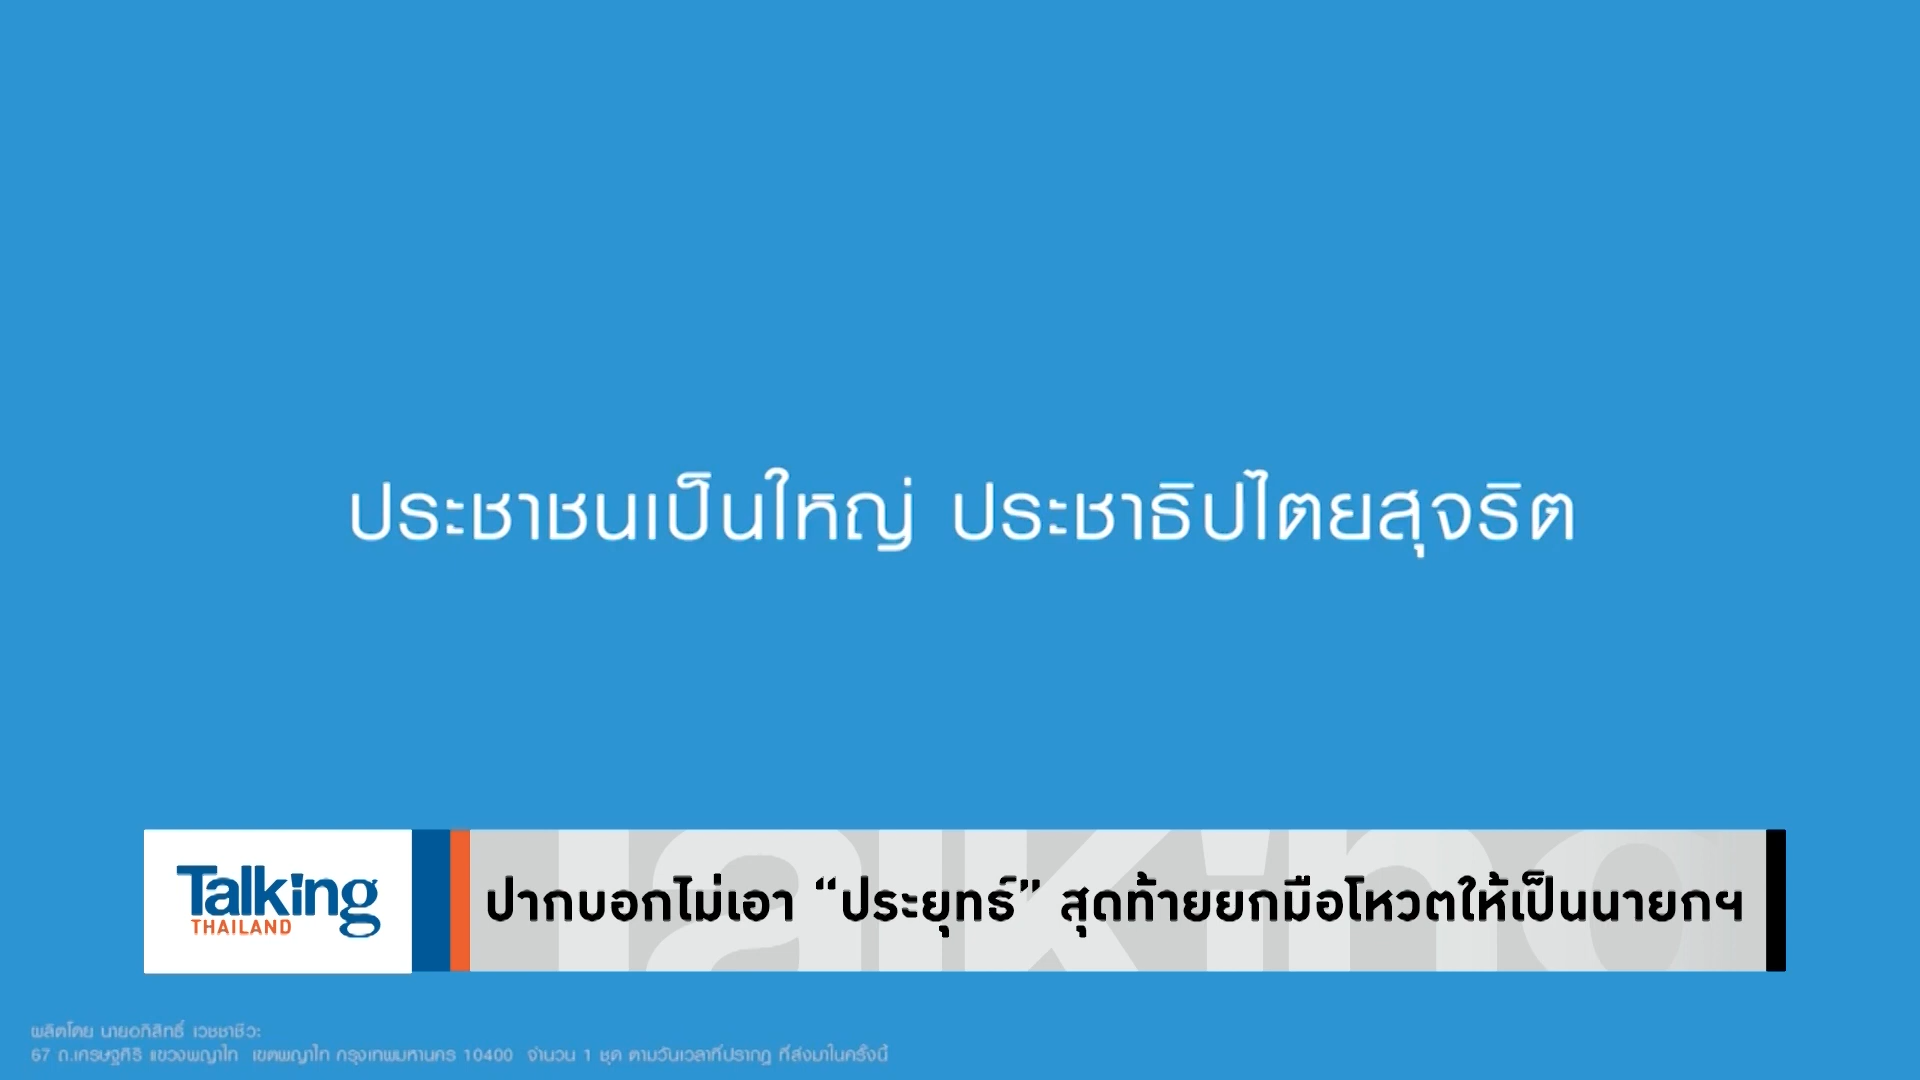 ประชาชนเป็นใหญ่ ประชาธิปไตยสุจริต
Talking
THAILAND
ปากบอกไม่เอา “ประยุทธ์” สุดท้ายยกมือโหวตให้เป็นนายกฯ
ผลิตโดย นายอภิสิทธิ์ เวชชาชีวะ
67 ถ.เศรษฐศิริ แขวงพญาไท เขตพญาไท กรุงเทพมหานคร 10400 จำนวน 1 ชุด ตามวันเวลาที่ปรากฏ ที่ส่งมาในครั้งนี้